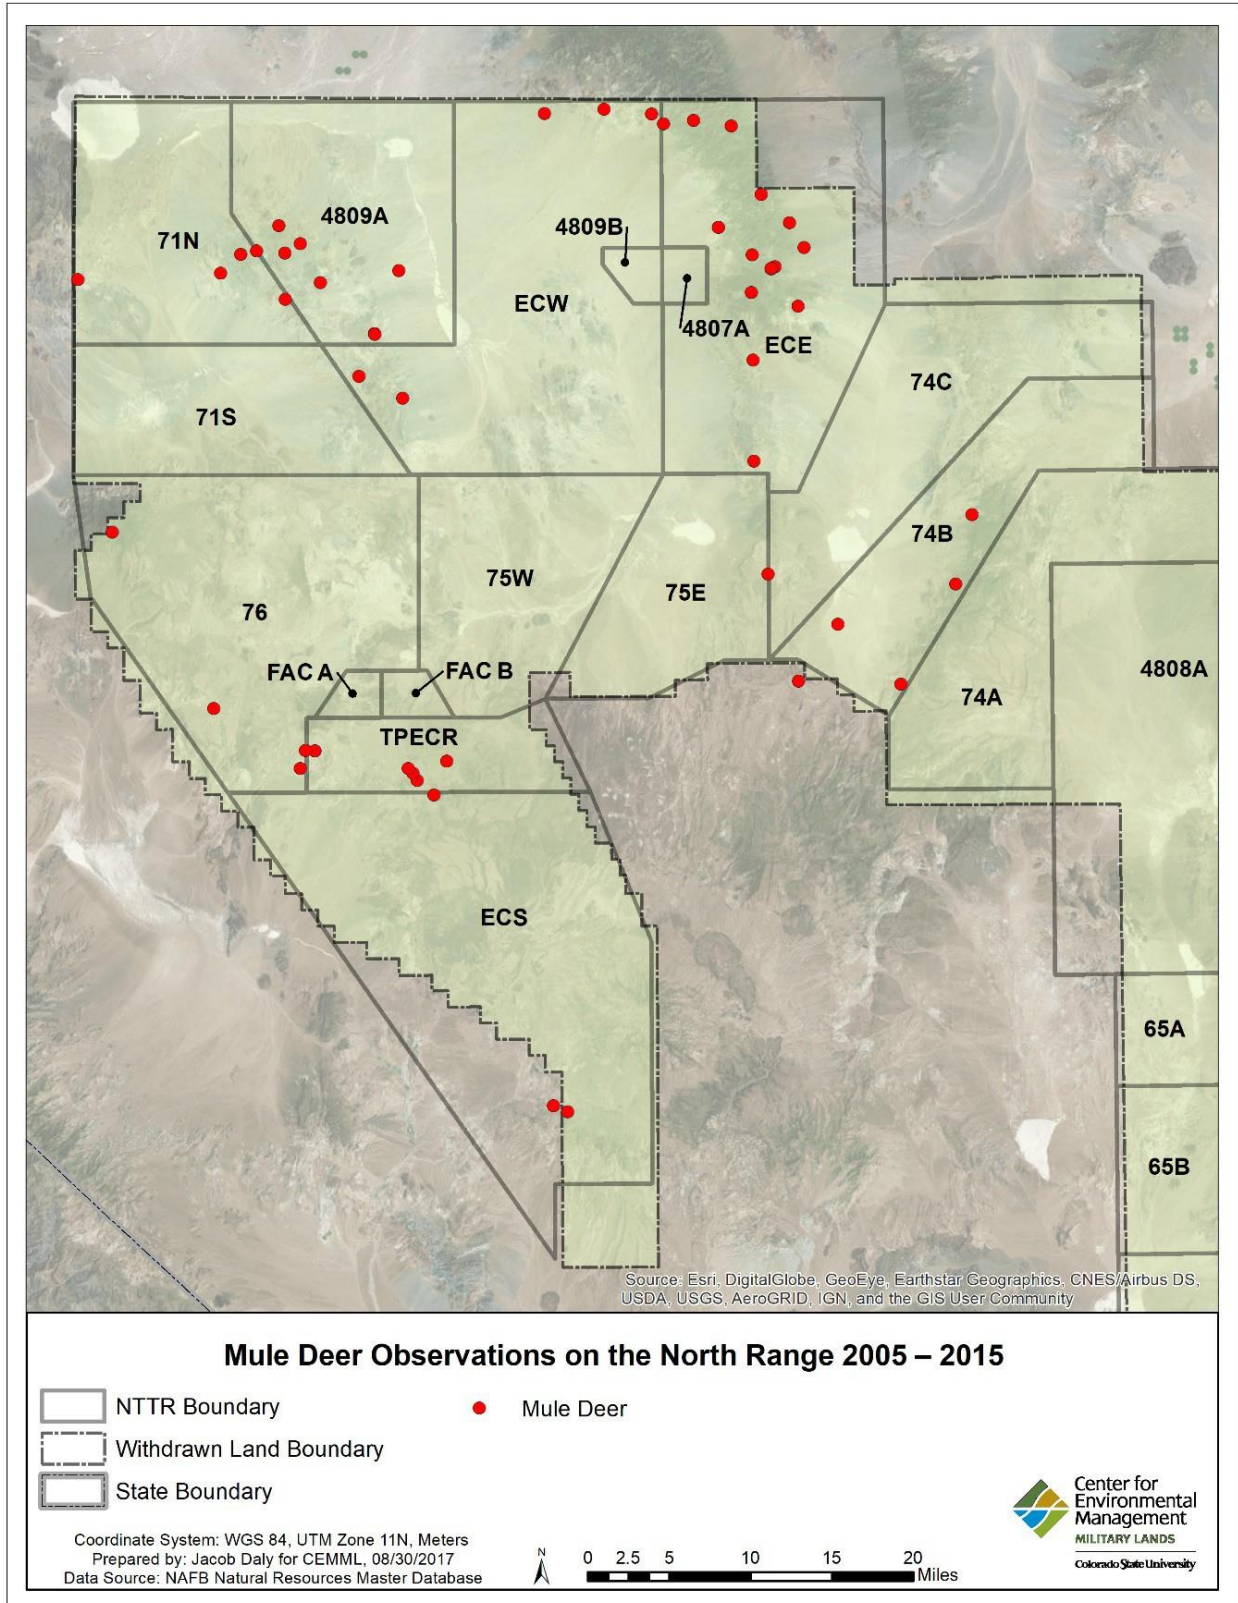 4809A
71N
4809B
ECW
4807A
ECE
74C
71S
74B
75W
75E
76
FAC A
FAC B
4808A
74A
TPECR
ECS
65A
65B
Source: Esri, DigitalGlobe, GeoEye, Earthstar Geographics, CNES/Airbus DS,
USDA, USGS, AeroGRID, IGN, and the GIS User Community
Mule Deer Observations on the North Range 2005 – 2015
NTTR Boundary
Mule Deer
Withdrawn Land Boundary
State Boundary
Coordinate System: WGS 84, UTM Zone 11N, Meters
Prepared by: Jacob Daly for CEMML, 08/30/2017
Data Source: NAFB Natural Resources Master Database
N
0 2.5 5 10 15 20
Miles
Center for
Environmental
Management
MILITARY LANDS
Colorado State University